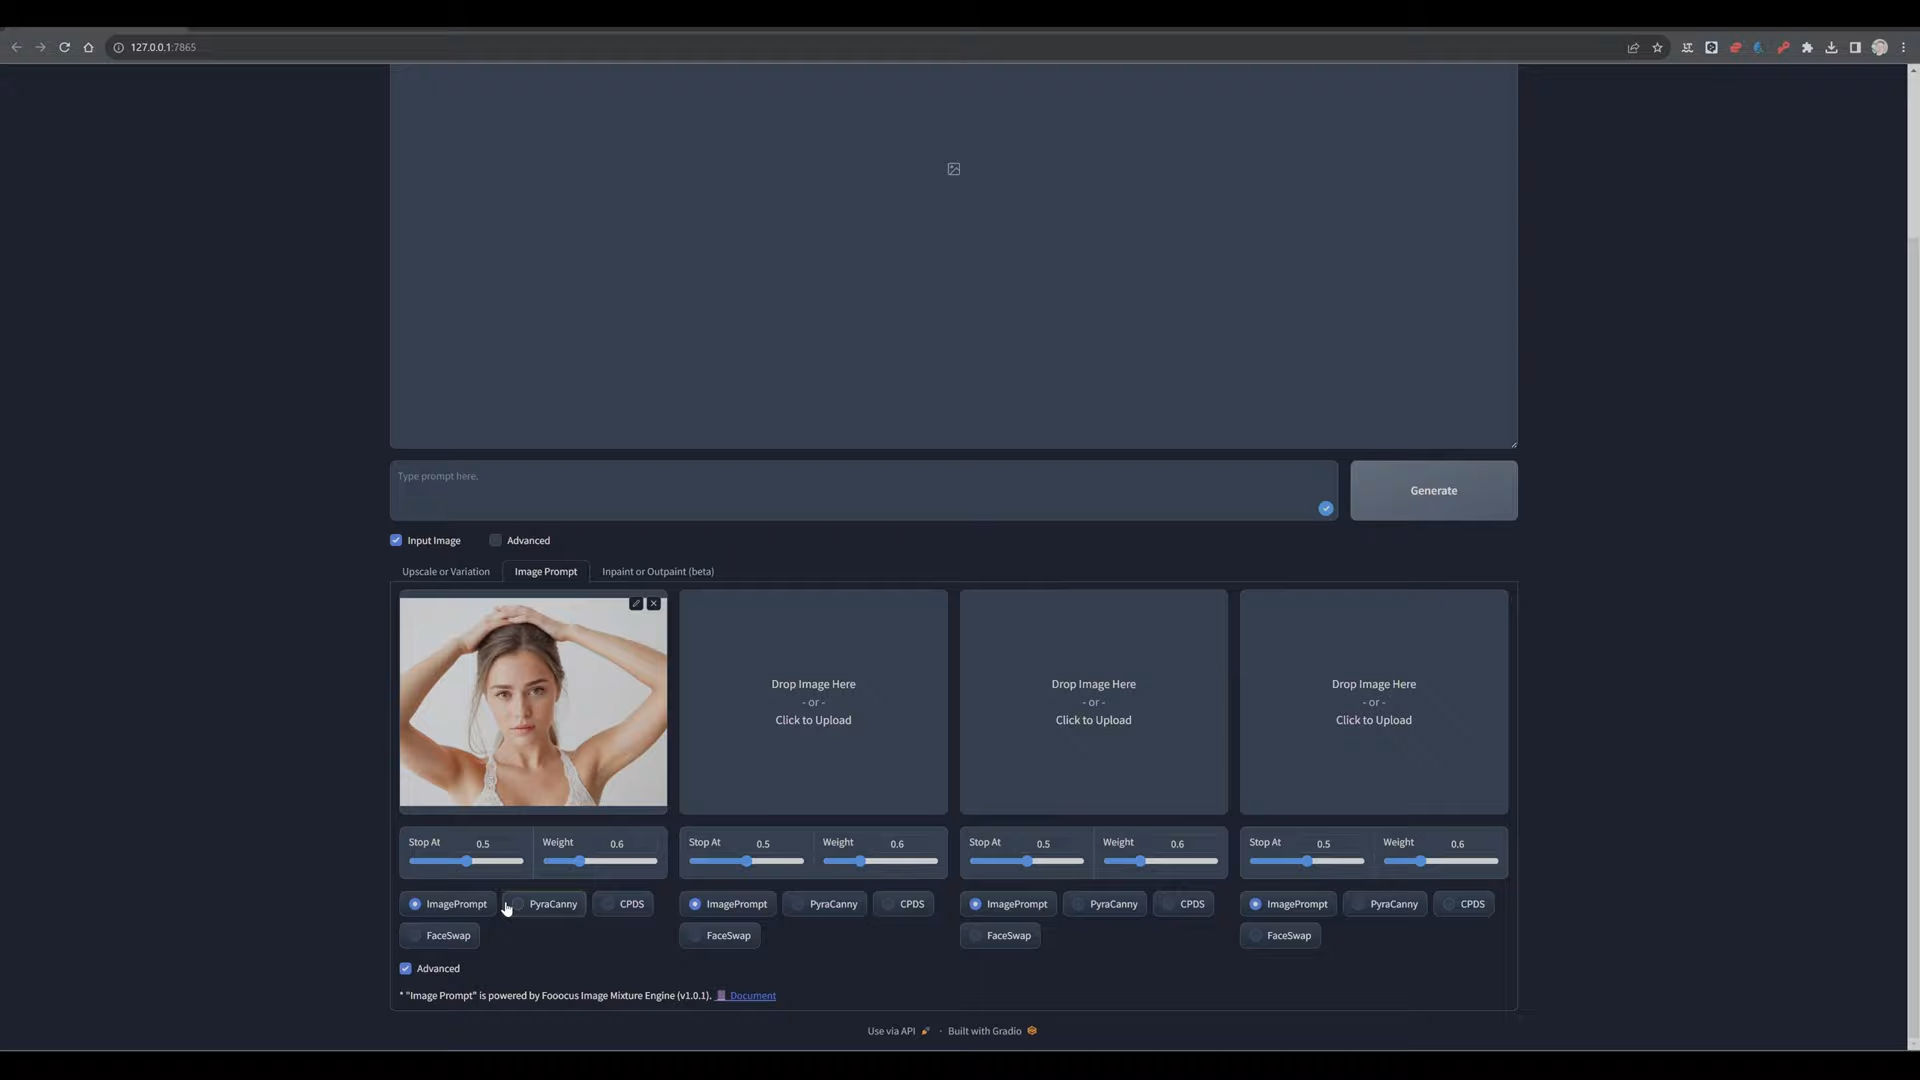 127.0.0.1:7865
Type prompt here.
Generate
Input Image
Advanced
Upscale or Variation
Image Prompt
Inpaint or Outpaint (beta)
Drop Image Here
- or -
Click to Upload
Drop Image Here
- or -
Click to Upload
Drop Image Here
- or -
Click to Upload
Stop At 0.5 Weight 0.6
Stop At 0.5 Weight 0.6
Stop At 0.5 Weight 0.6
Stop At 0.5 Weight 0.6
ImagePrompt PyraCanny CPDS
ImagePrompt PyraCanny CPDS
ImagePrompt PyraCanny CPDS
ImagePrompt PyraCanny CPDS
FaceSwap
FaceSwap
FaceSwap
FaceSwap
Advanced
* "Image Prompt" is powered by Fooocus Image Mixture Engine (v1.0.1). Document
Use via API · Built with Gradio